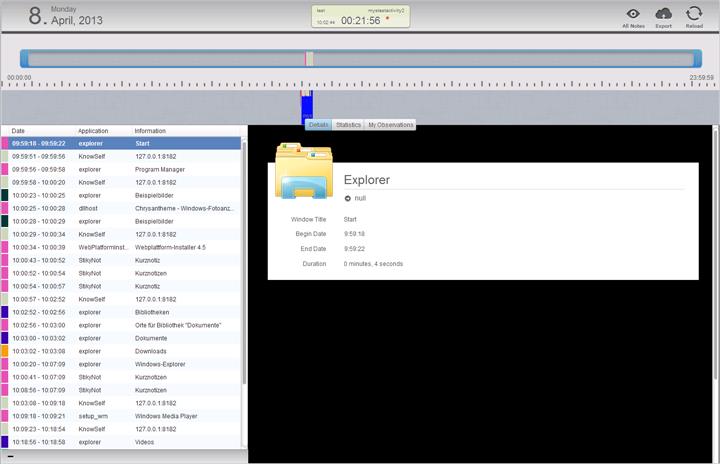 8. Monday
April, 2013
last mystestactivity2
10:02:44 00:21:56 *
All Notes Export Reload
00:00:00 23:59:59
Details Statistics My Observations
Date Application Information
09:59:18 - 09:59:22 explorer Start
09:59:51 - 09:59:56 KnowSelf 127.0.0.1:8182
09:59:56 - 09:59:58 explorer Program Manager
09:59:58 - 10:00:20 KnowSelf 127.0.0.1:8182
10:00:23 - 10:00:25 explorer Beispielbilder
10:00:25 - 10:00:28 dllhost Chrysantheme - Windows-Fotoanz...
10:00:28 - 10:00:29 explorer Beispielbilder
10:00:29 - 10:00:34 KnowSelf 127.0.0.1:8182
10:00:34 - 10:00:39 WebPlatformInst... Webplattform-Installer 4.5
10:00:43 - 10:00:52 StikyNot Kurznotiz
10:00:52 - 10:00:54 StikyNot Kurznotizen
10:00:54 - 10:00:57 StikyNot Kurznotiz
10:00:57 - 10:02:52 KnowSelf 127.0.0.1:8182
10:02:52 - 10:02:56 explorer Bibliotheken
10:02:56 - 10:03:00 explorer Orte für Bibliothek "Dokumente"
10:03:00 - 10:03:02 explorer Dokumente
10:03:02 - 10:03:08 explorer Downloads
10:00:20 - 10:07:09 explorer Windows-Explorer
10:00:41 - 10:07:09 StikyNot Kurznotizen
10:08:56 - 10:07:09 StikyNot Kurznotizen
10:03:08 - 10:09:18 KnowSelf 127.0.0.1:8182
10:09:18 - 10:09:21 setup_wm Windows Media Player
10:09:23 - 10:18:54 KnowSelf 127.0.0.1:8182
10:18:56 - 10:18:58 explorer Videos
Explorer
null
Window Title Start
Begin Date 9:59:18
End Date 9:59:22
Duration 0 minutes, 4 seconds